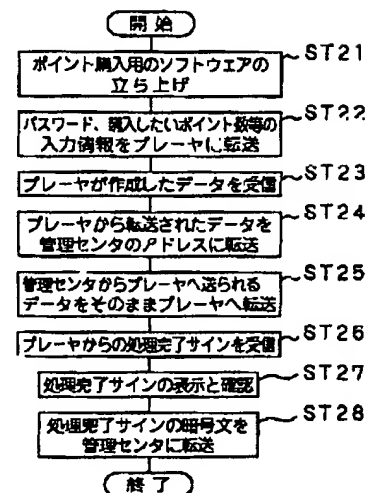 開始
ポイント購入用のソフトウェアの
立ち上げ
ST21
パスワード、購入したいポイント数等の
入力情報をプレーヤに転送
ST22
プレーヤが作成したデータを受信
ST23
プレーヤから転送されたデータを
管理センタのアドレスに転送
ST24
管理センタからプレーヤへ送られる
データをそのままプレーヤへ転送
ST25
プレーヤからの処理完了サインを受信
ST26
処理完了サインの表示と確認
ST27
処理完了サインの暗号文を
管理センタに転送
ST28
終了